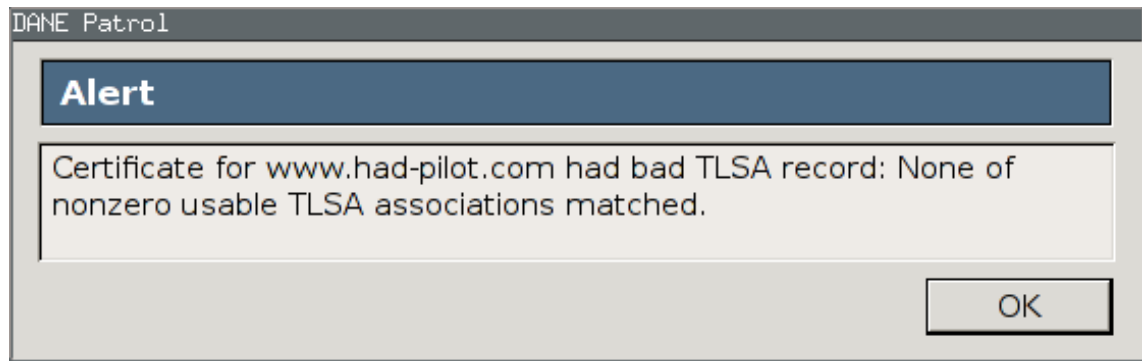 DANE Patrol
Alert
Certificate for www.had-pilot.com had bad TLSA record: None of
nonzero usable TLSA associations matched.
OK